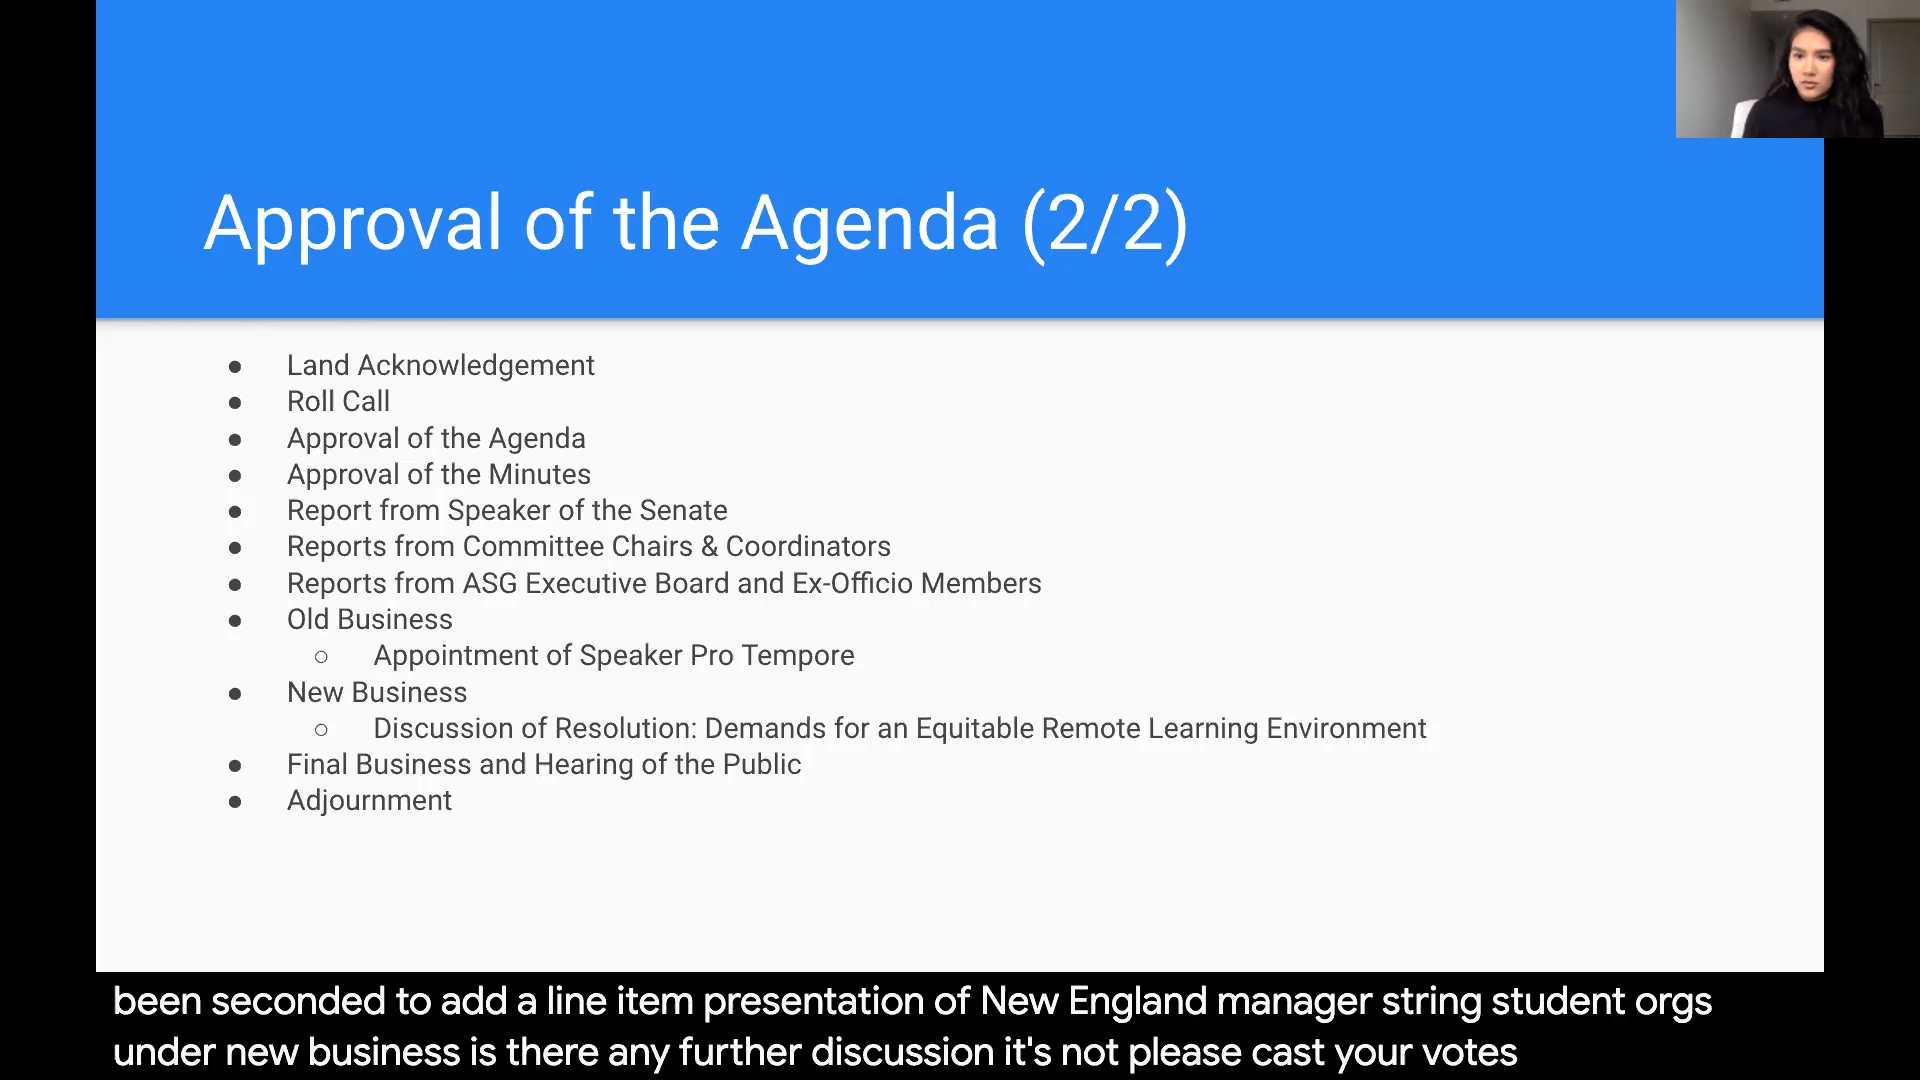 Approval of the Agenda (2/2)
● Land Acknowledgement
● Roll Call
● Approval of the Agenda
● Approval of the Minutes
● Report from Speaker of the Senate
● Reports from Committee Chairs & Coordinators
● Reports from ASG Executive Board and Ex-Officio Members
● Old Business
○ Appointment of Speaker Pro Tempore
● New Business
○ Discussion of Resolution: Demands for an Equitable Remote Learning Environment
● Final Business and Hearing of the Public
● Adjournment
been seconded to add a line item presentation of New England manager string student orgs
under new business is there any further discussion it's not please cast your votes